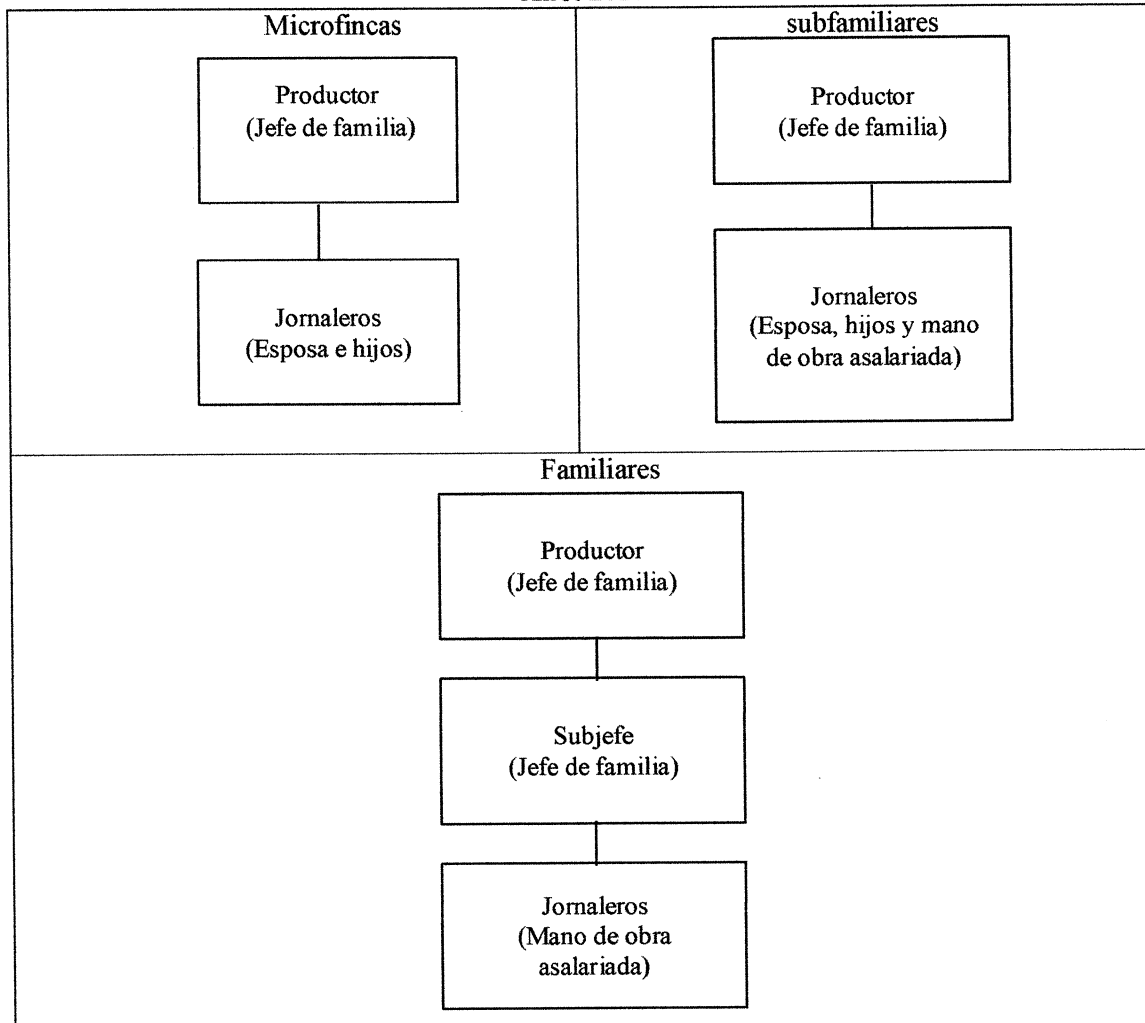 Microfincas
Productor
(Jefe de familia)
Jornaleros
(Esposa e hijos)
subfamiliares
Productor
(Jefe de familia)
Jornaleros
(Esposa, hijos y mano
de obra asalariada)
Familiares
Productor
(Jefe de familia)
Subjefe
(Jefe de familia)
Jornaleros
(Mano de obra
asalariada)